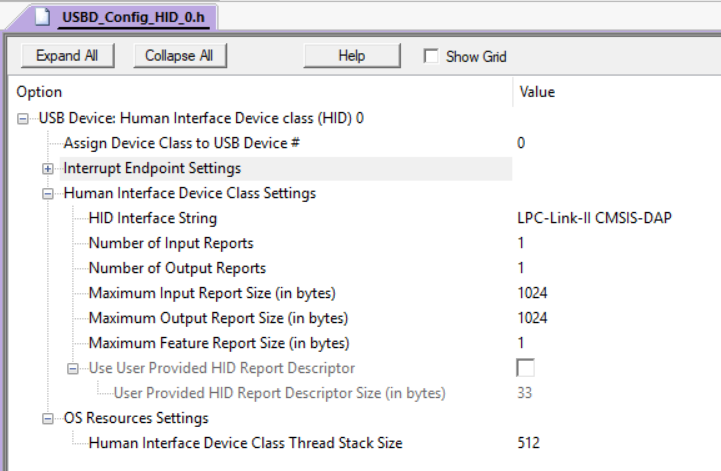 USBD_Config_HID_0.h
Expand All Collapse All Help Show Grid
Option Value
USB Device: Human Interface Device class (HID) 0
Assign Device Class to USB Device # 0
Interrupt Endpoint Settings
Human Interface Device Class Settings
HID Interface String LPC-Link-II CMSIS-DAP
Number of Input Reports 1
Number of Output Reports 1
Maximum Input Report Size (in bytes) 1024
Maximum Output Report Size (in bytes) 1024
Maximum Feature Report Size (in bytes) 1
Use User Provided HID Report Descriptor
User Provided HID Report Descriptor Size (in bytes) 33
OS Resources Settings
Human Interface Device Class Thread Stack Size 512